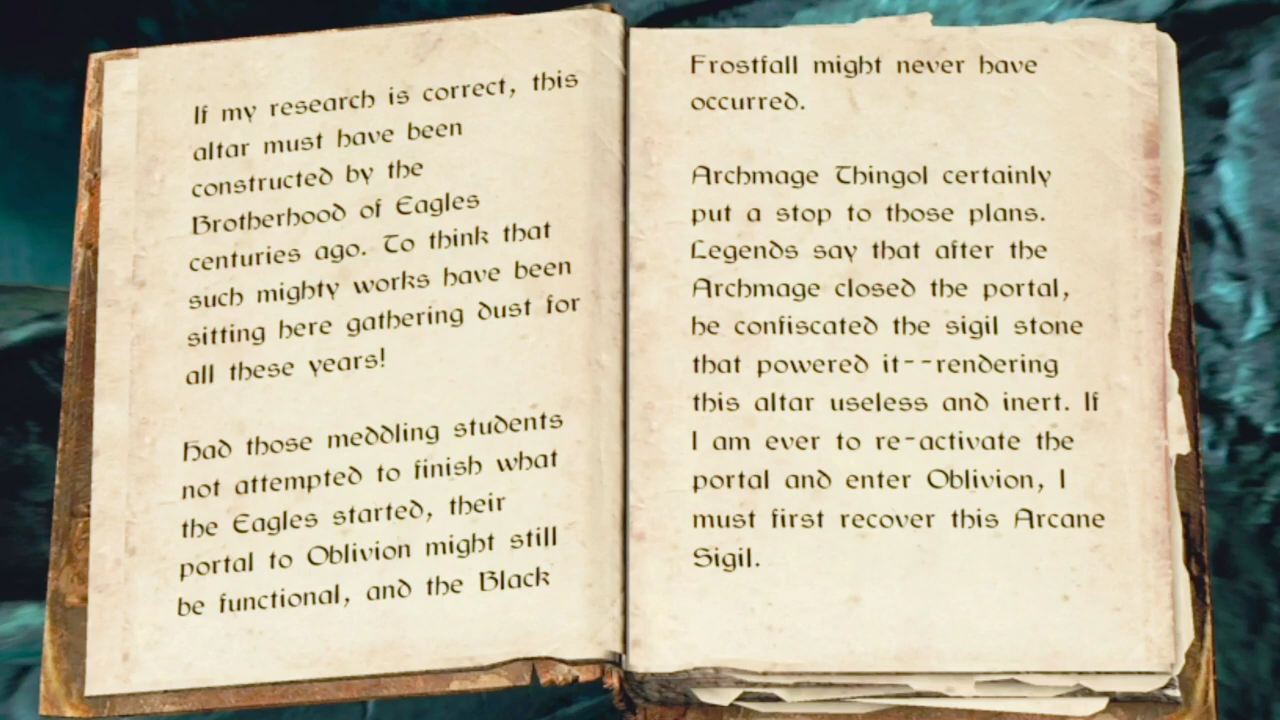 If my research is correct, this
altar must have been
constructed by the
Brotherhood of Eagles
centuries ago. To think that
such mighty works have been
sitting here gathering dust for
all these years!
Had those meddling students
not attempted to finish what
the Eagles started, their
portal to Oblivion might still
be functional, and the Black
Frostfall might never have
occurred.
Archmage Thingol certainly
put a stop to those plans.
Legends say that after the
Archmage closed the portal,
he confiscated the sigil stone
that powered it--rendering
this altar useless and inert. If
I am ever to re-activate the
portal and enter Oblivion, I
must first recover this Arcane
Sigil.